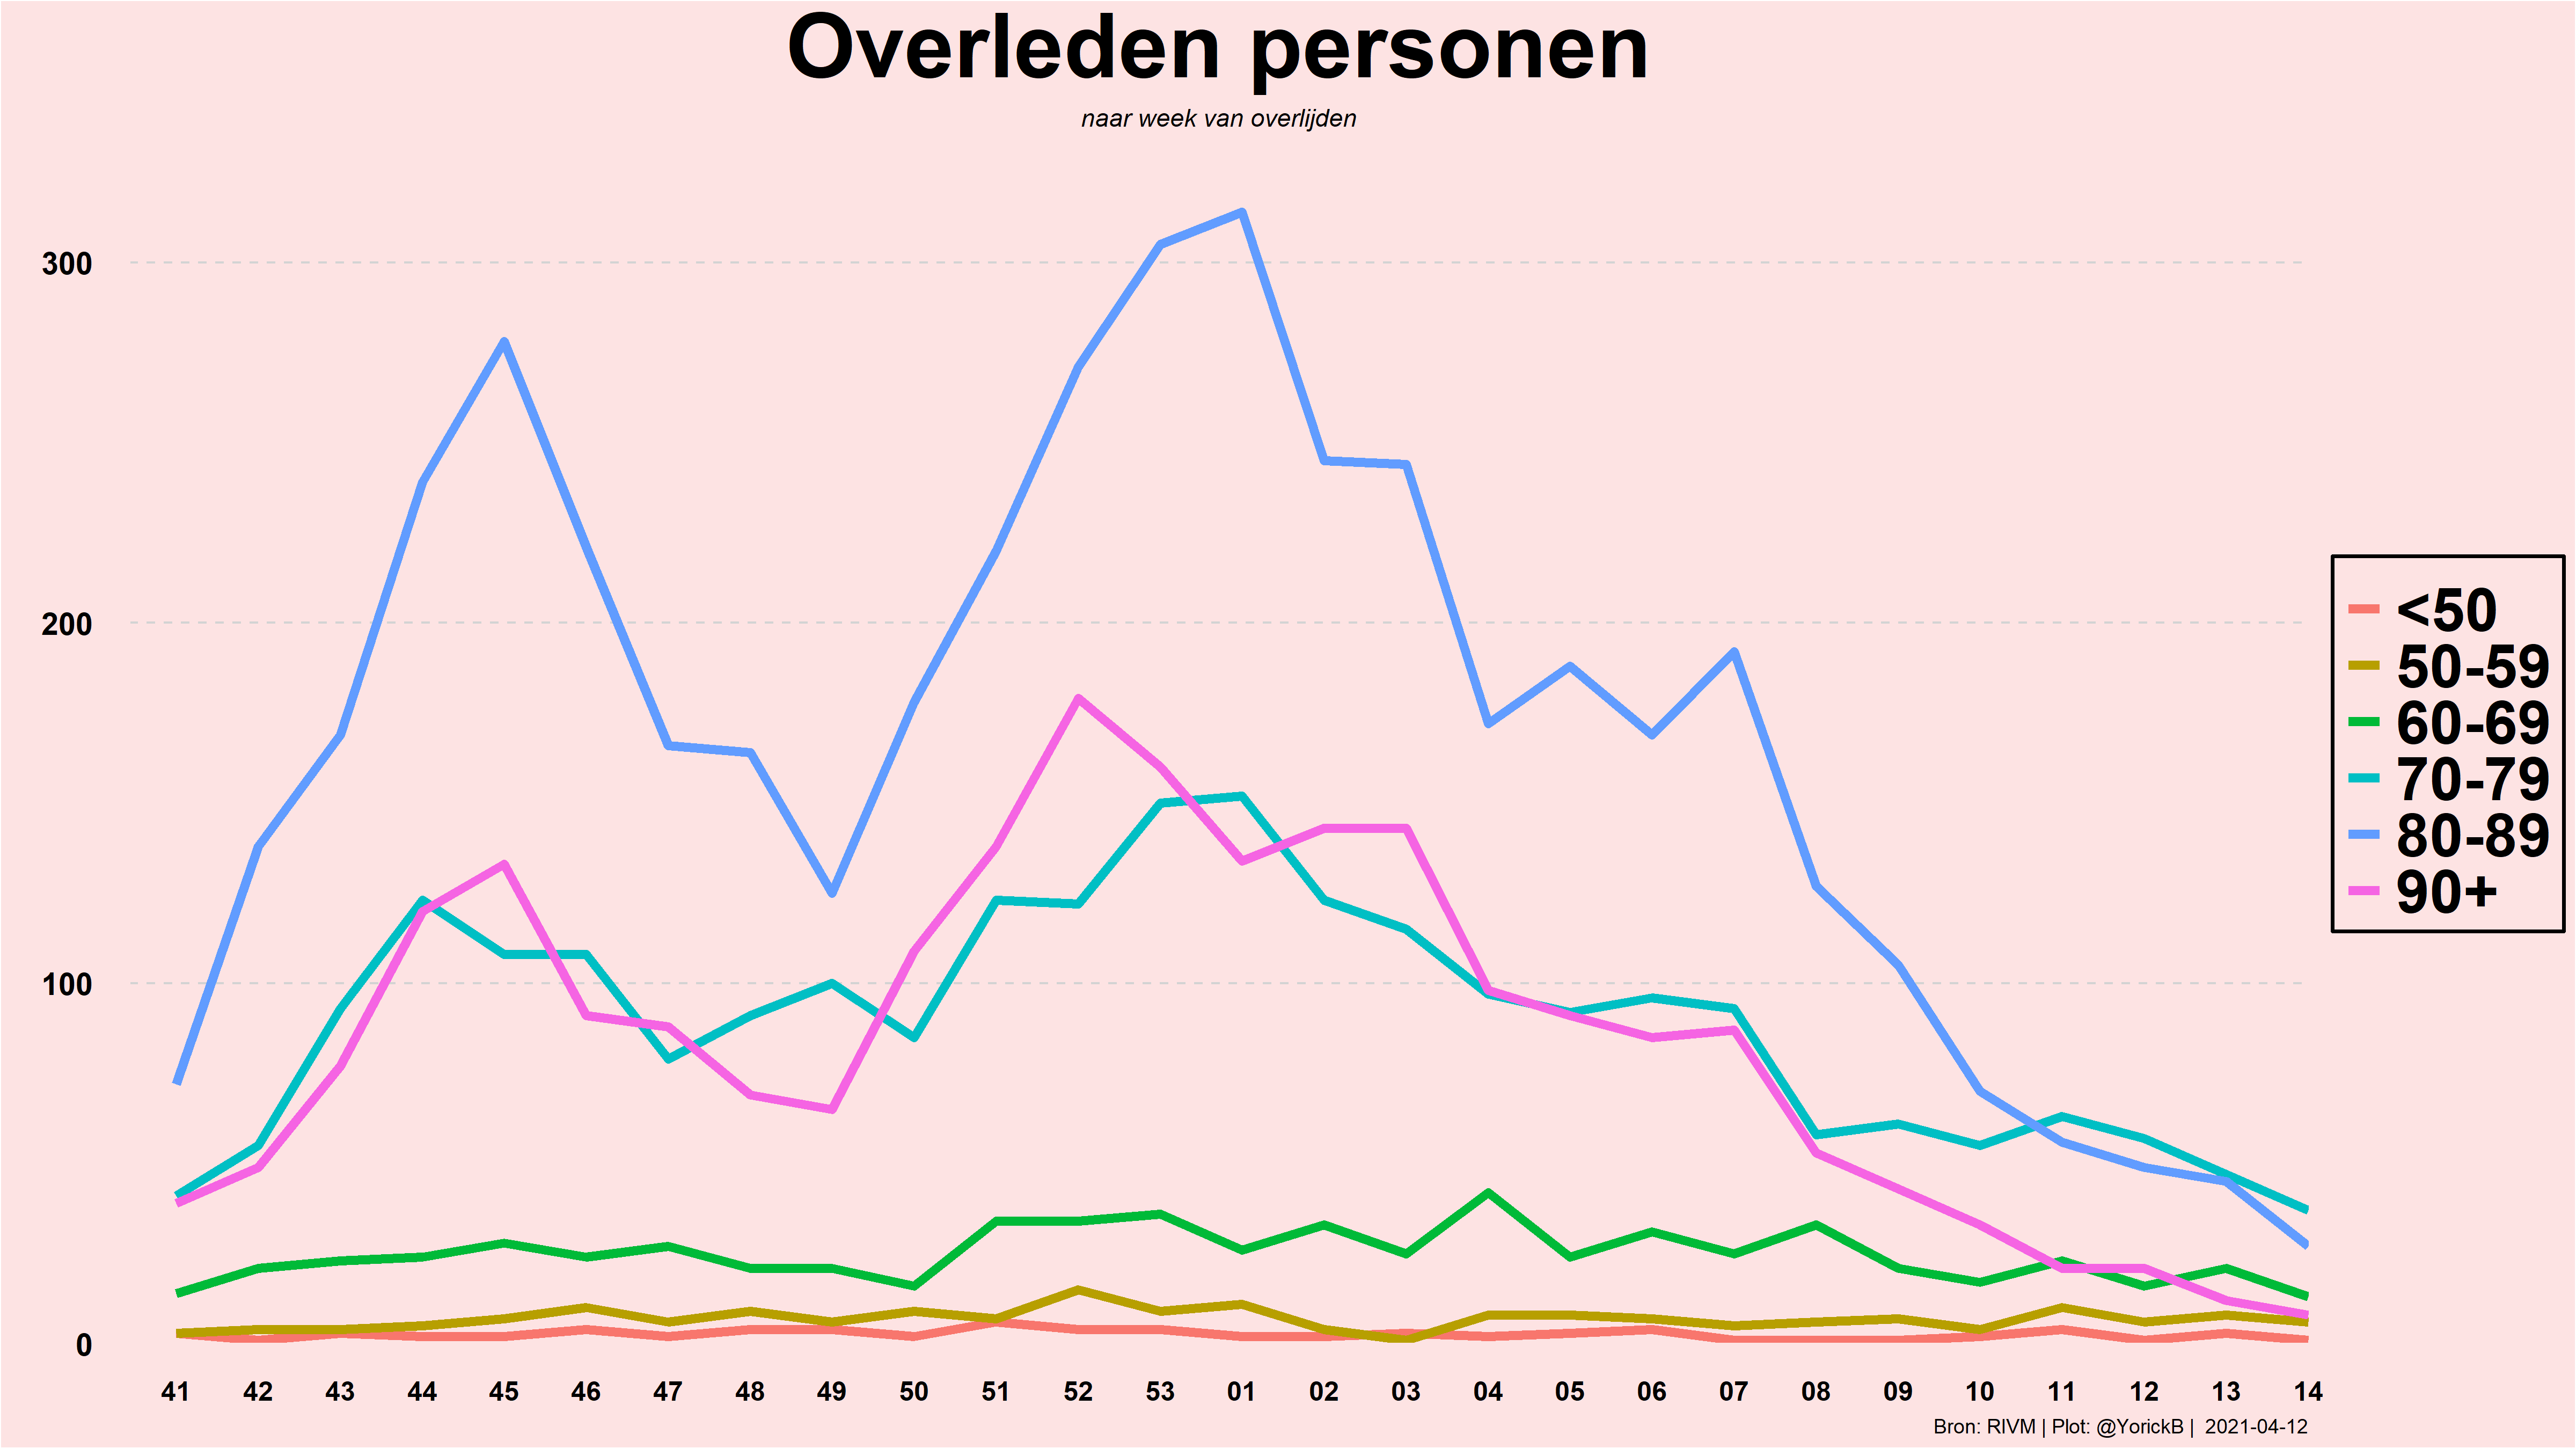 Overleden personen
naar week van overlijden
300
200
100
0
<50
50-59
60-69
70-79
80-89
90+
41 42 43 44 45 46 47 48 49 50 51 52 53 01 02 03 04 05 06 07 08 09 10 11 12 13 14
Bron: RIVM | Plot: @YorickB | 2021-04-12